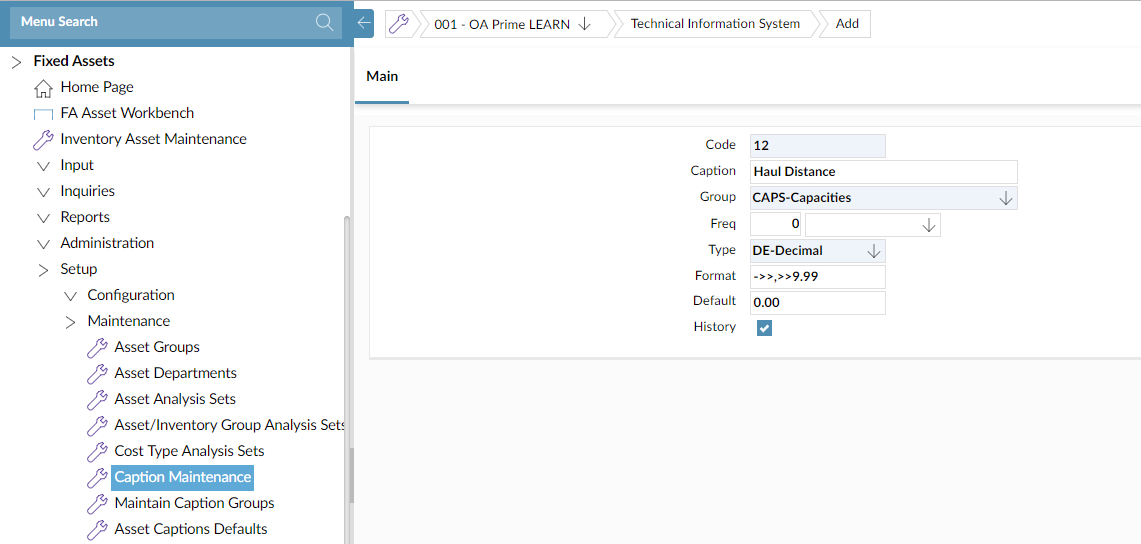 Menu Search
Fixed Assets
Home Page
FA Asset Workbench
Inventory Asset Maintenance
Input
Inquiries
Reports
Administration
Setup
Configuration
Maintenance
Asset Groups
Asset Departments
Asset Analysis Sets
Asset/Inventory Group Analysis Sets
Cost Type Analysis Sets
Caption Maintenance
Maintain Caption Groups
Asset Captions Defaults
001 - OA Prime LEARN Technical Information System Add
Main
Code 12
Caption Haul Distance
Group CAPS-Capacities
Freq 0
Type DE-Decimal
Format ->>,>>9.99
Default 0.00
History